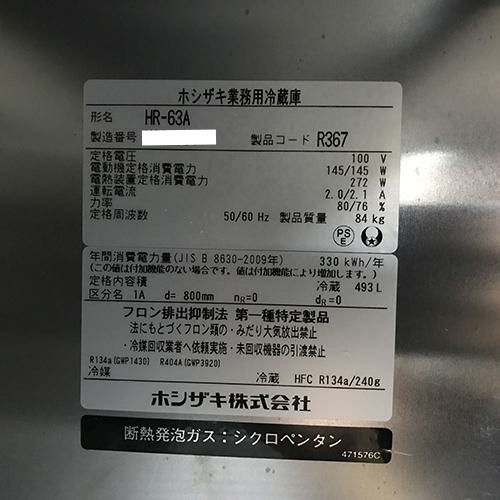 ホシザキ業務用冷蔵庫
形名 HR-63A
製造番号 製品コード R367
定格電圧 100 V
電動機定格消費電力 145/145 W
電熱装置定格消費電力 272 W
運転電流 2.0/2.1 A
力率 80/76 %
定格周波数 50/60 Hz 製品質量 84 kg
PS
E
年間消費電力量(JIS B 8630-2009年) 330 kWh/年
(この値は付加機能のない場合の値です。値は付加機能により増加します。)
定格内容積 冷蔵 493 L
区分名 1A d= 800mm nR=0 dR=0
フロン排出抑制法 第一種特定製品
法にもとづくフロン類の・みだり大気放出禁止
・冷媒回収業者へ依頼実施・未回収機器の引渡禁止
R134a(GWP1430) R404A(GWP3920)
冷媒 冷蔵 HFC R134a/240g
ホシザキ株式会社
断熱発泡ガス:シクロペンタン
471576C